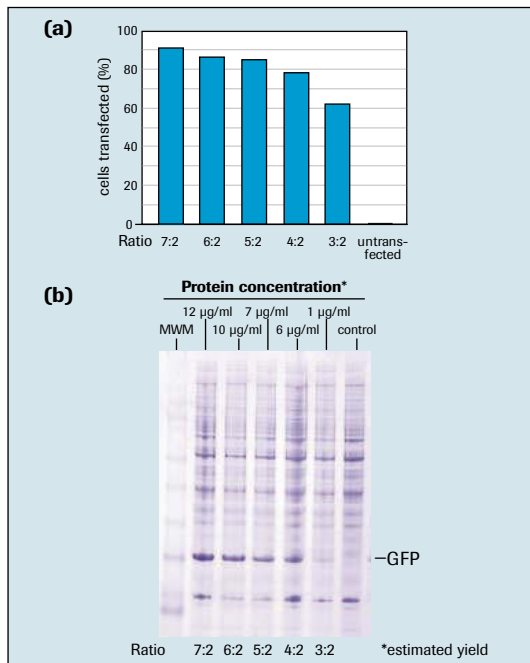 (a)
100
80
60
40
20
0
cells transfected (%)
Ratio 7:2 6:2 5:2 4:2 3:2 untrans-
fected
(b)
Protein concentration*
12 µg/ml 7 µg/ml 1 µg/ml
MWM 10 µg/ml 6 µg/ml control
–GFP
Ratio 7:2 6:2 5:2 4:2 3:2 *estimated yield